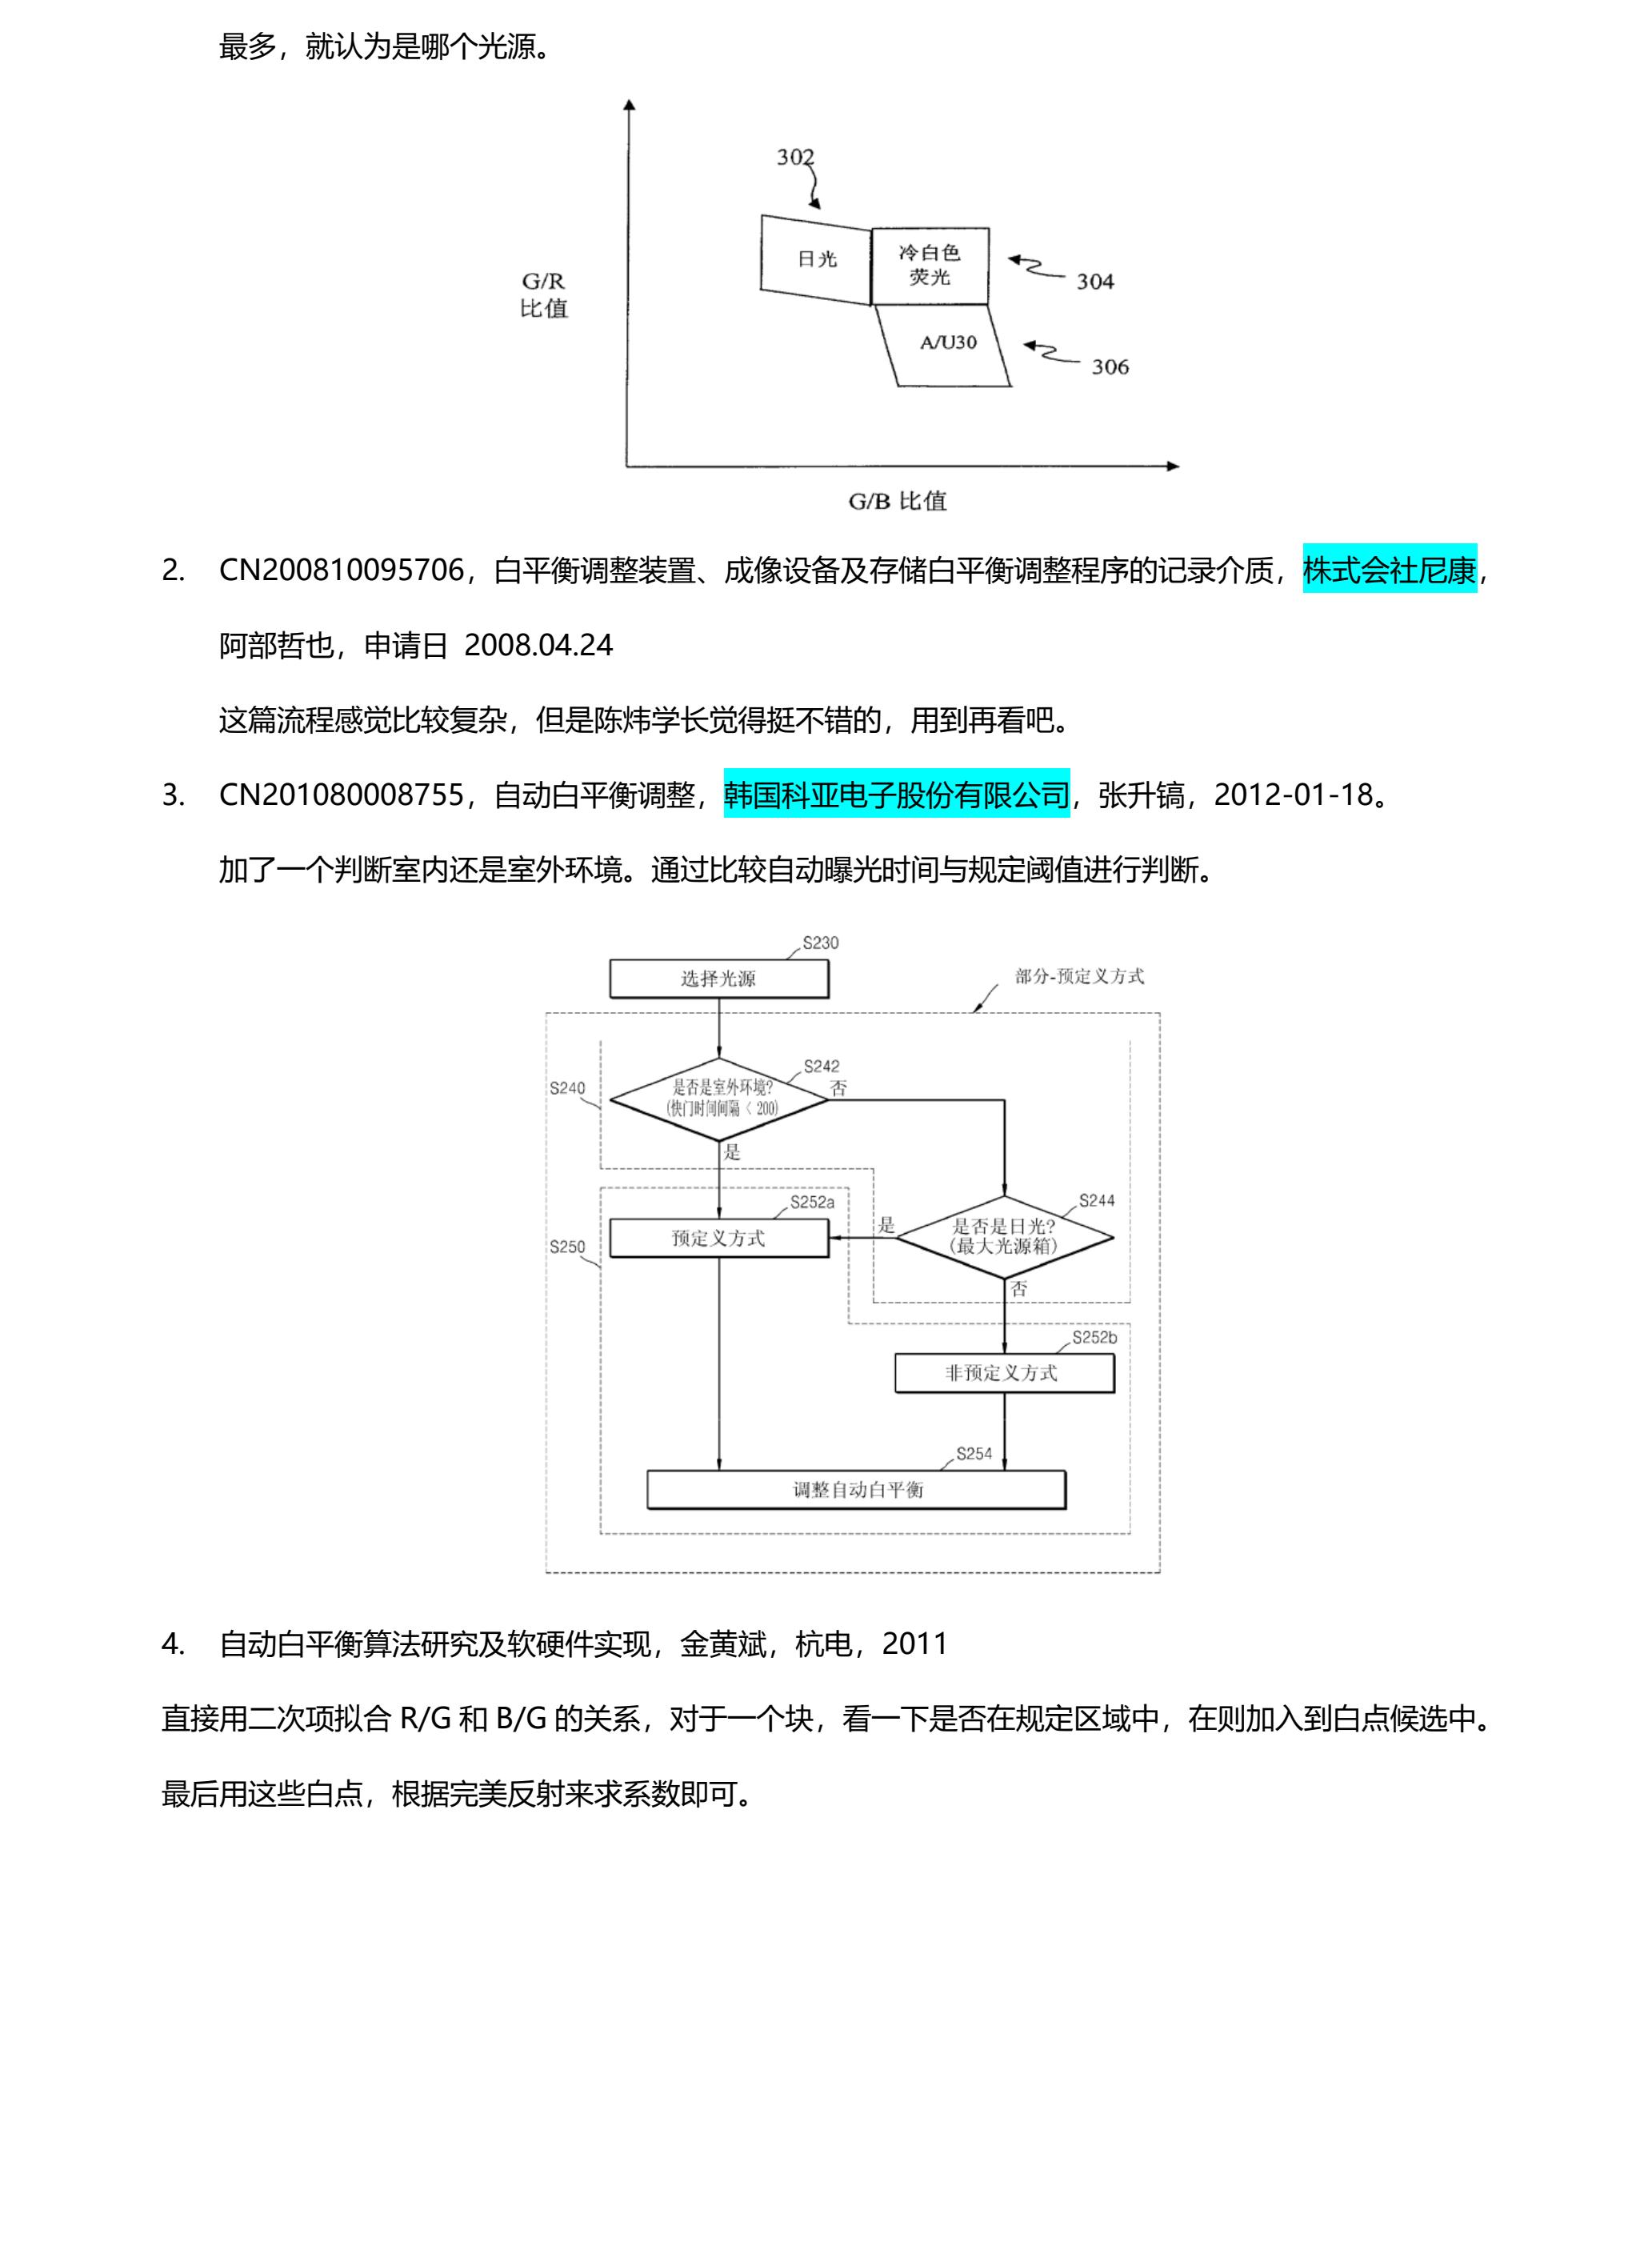 最多，就认为是哪个光源。
302
日光
冷白色
荧光
304
G/R
比值
A/U30
306
G/B 比值
2. CN200810095706，白平衡调整装置、成像设备及存储白平衡调整程序的记录介质，株式会社尼康，
阿部哲也，申请日 2008.04.24
这篇流程感觉比较复杂，但是陈炜学长觉得挺不错的，用到再看吧。
3. CN201080008755，自动白平衡调整，韩国科亚电子股份有限公司，张升镐，2012-01-18。
加了一个判断室内还是室外环境。通过比较自动曝光时间与规定阈值进行判断。
S230
选择光源
部分-预定义方式
S242
S240
是否是室外环境?
否
(快门时间间隔 < 200)
是
S252a
S244
预定义方式
是
是否是日光?
(最大光源箱)
S250
否
S252b
非预定义方式
S254
调整自动白平衡
4. 自动白平衡算法研究及软硬件实现，金黄斌，杭电，2011
直接用二次项拟合 R/G 和 B/G 的关系，对于一个块，看一下是否在规定区域中，在则加入到白点候选中。
最后用这些白点，根据完美反射来求系数即可。